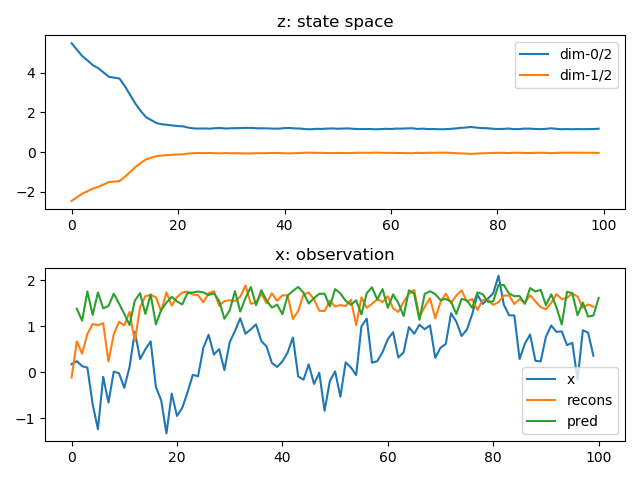 z: state space
4
2
0
−2
dim-0/2
dim-1/2
0 20 40 60 80 100
x: observation
2
1
0
−1
x
recons
pred
0 20 40 60 80 100